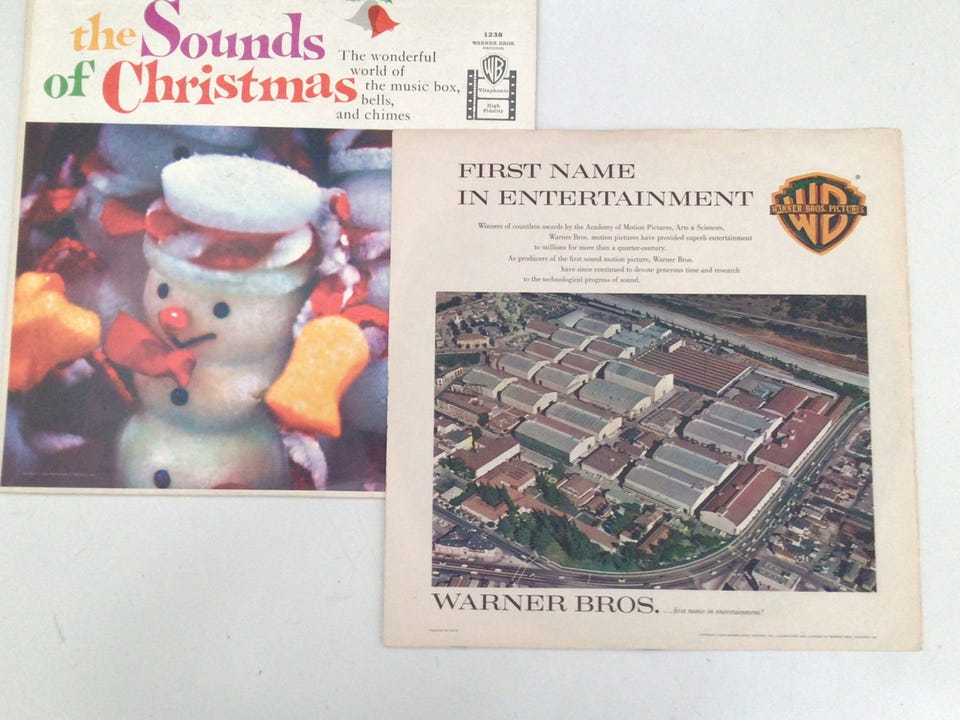 the Sounds
of Christmas
The wonderful
world of
the music box,
bells,
and chimes
1238
WARNER BROS.
RECORDS
WB
Vitaphonic
High
Fidelity
FIRST NAME
IN ENTERTAINMENT
®
WARNER BROS. PICTURES
WB
Winners of countless awards by the Academy of Motion Pictures, Arts & Sciences,
Warner Bros. motion pictures have provided superb entertainment
to millions for more than a quarter-century.
As producers of the first sound motion picture, Warner Bros.
have since continued to devote generous time and research
to the technological progress of sound.
WARNER BROS. ...first name in entertainment!